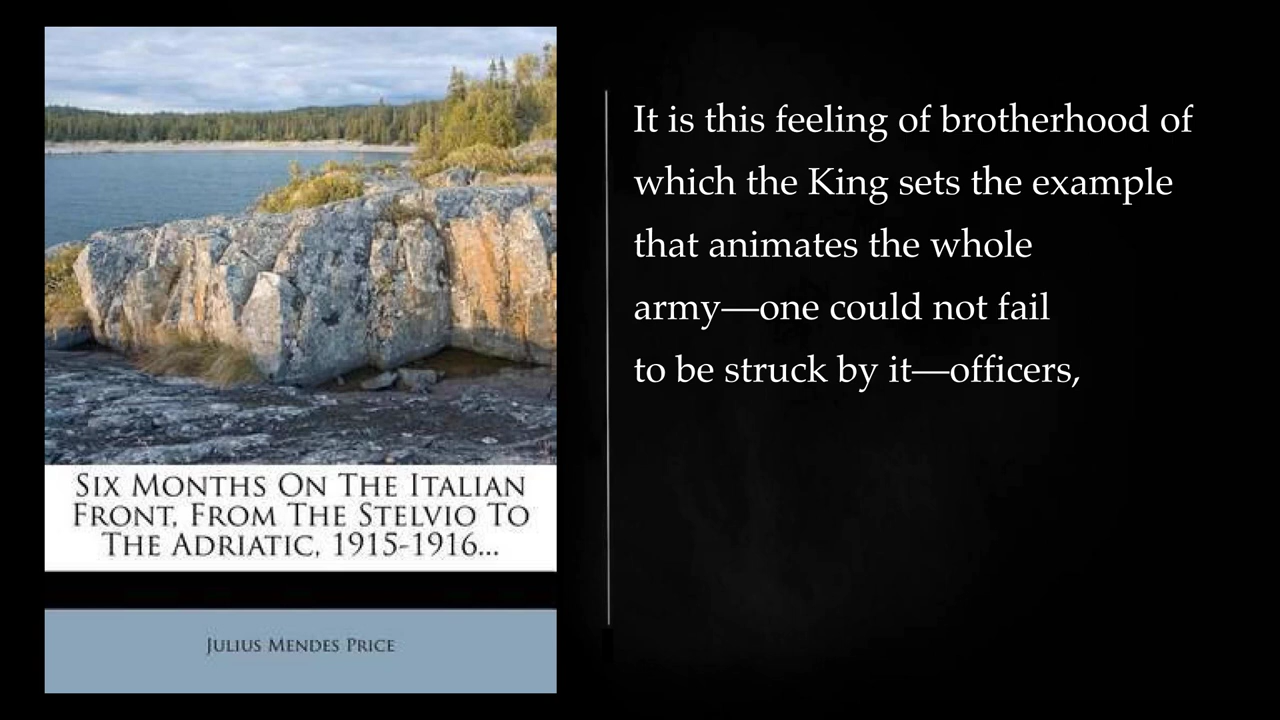 SIX MONTHS ON THE ITALIAN
FRONT, FROM THE STELVIO TO
THE ADRIATIC, 1915-1916...
JULIUS MENDES PRICE
It is this feeling of brotherhood of
which the King sets the example
that animates the whole
army—one could not fail
to be struck by it—officers,